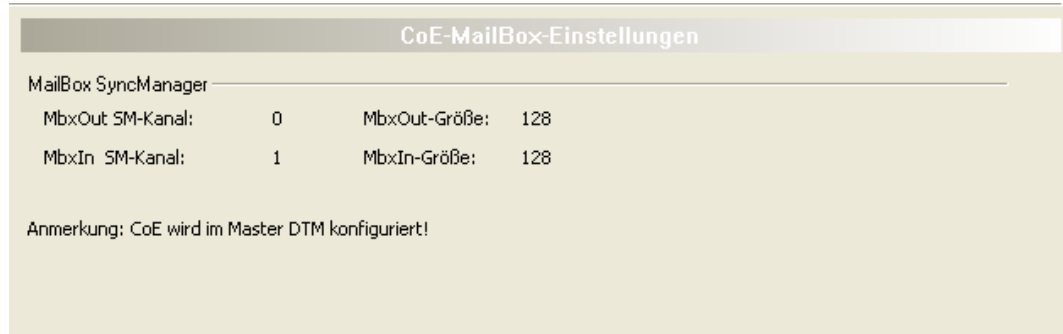 CoE-MailBox-Einstellungen
MailBox SyncManager
MbxOut SM-Kanal: 0 MbxOut-Größe: 128
MbxIn SM-Kanal: 1 MbxIn-Größe: 128
Anmerkung: CoE wird im Master DTM konfiguriert!